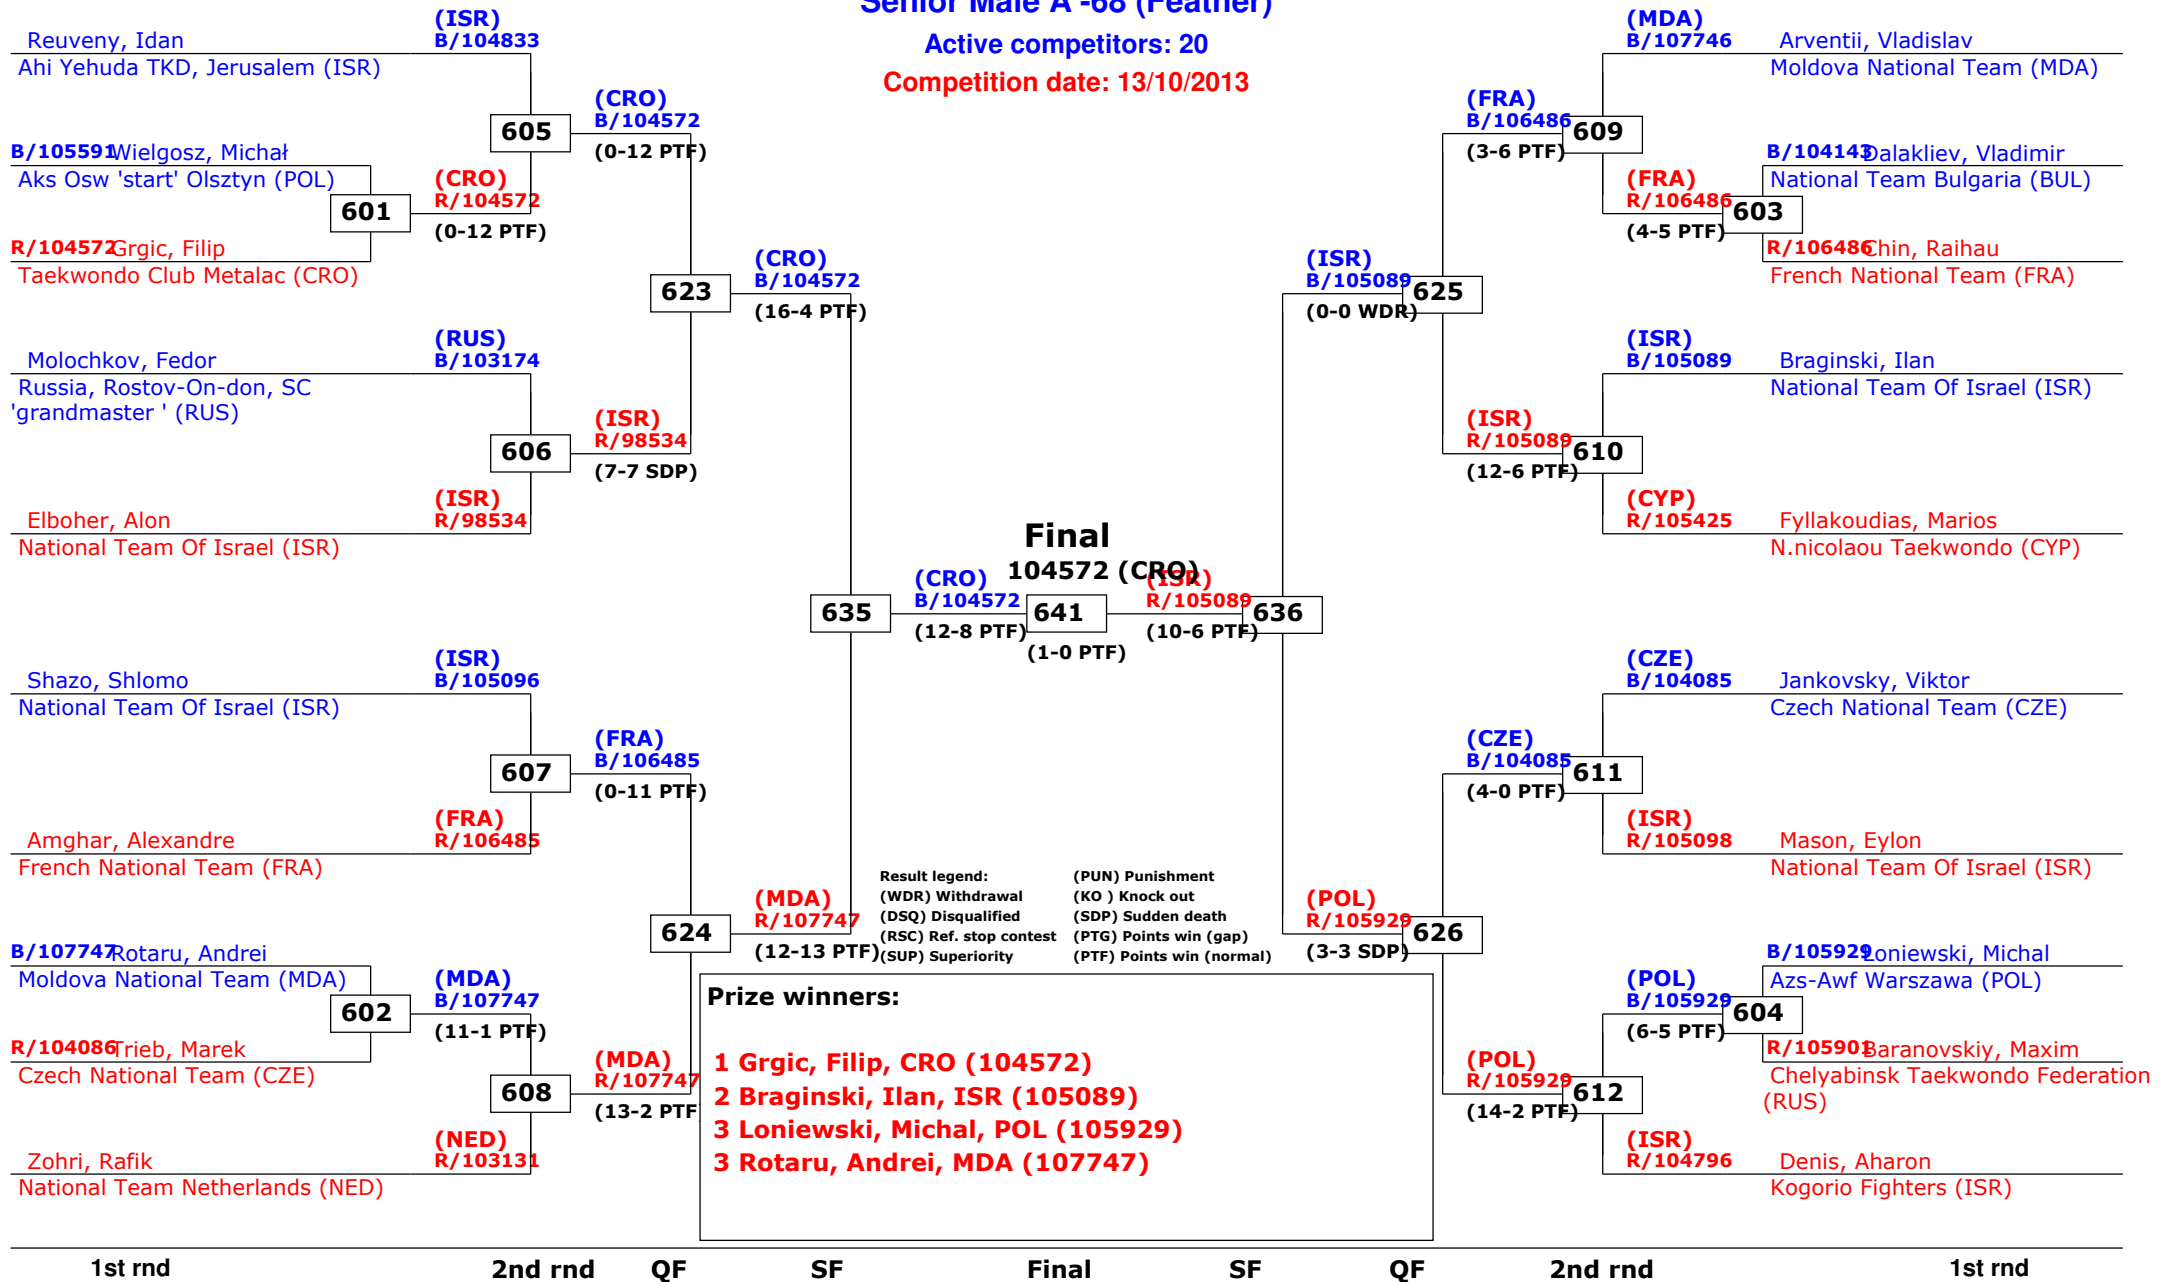 Senior Male A -68 (Feather)
Active competitors: 20
Competition date: 13/10/2013
(ISR)
B/104833
Reuveny, Idan
Ahi Yehuda TKD, Jerusalem (ISR)
605
(CRO)
B/104572
(0-12 PTF)
B/105591 Wielgosz, Michał
Aks Osw 'start' Olsztyn (POL)
601
(CRO)
R/104572
(0-12 PTF)
R/104572 Grgic, Filip
Taekwondo Club Metalac (CRO)
623
(CRO)
B/104572
(16-4 PTF)
(RUS)
B/103174
Molochkov, Fedor
Russia, Rostov-On-don, SC
'grandmaster ' (RUS)
606
(ISR)
R/98534
(7-7 SDP)
(ISR)
R/98534
Elboher, Alon
National Team Of Israel (ISR)
635
(CRO)
B/104572
(12-8 PTF)
Final
104572 (CRO)
641
(1-0 PTF)
(ISR)
R/105089
(10-6 PTF)
636
(ISR)
B/105096
Shazo, Shlomo
National Team Of Israel (ISR)
607
(FRA)
B/106485
(0-11 PTF)
(FRA)
R/106485
Amghar, Alexandre
French National Team (FRA)
624
(MDA)
R/107747
(12-13 PTF)
B/107747 Rotaru, Andrei
Moldova National Team (MDA)
602
(MDA)
B/107747
(11-1 PTF)
R/104086 Trieb, Marek
Czech National Team (CZE)
608
(MDA)
R/107747
(13-2 PTF
(NED)
R/103131
Zohri, Rafik
National Team Netherlands (NED)
(MDA)
B/107746
Arventii, Vladislav
Moldova National Team (MDA)
(FRA)
B/106486
(3-6 PTF)
609
B/104143 Dalakliev, Vladimir
National Team Bulgaria (BUL)
(FRA)
R/106486
(4-5 PTF)
603
R/106486 Chin, Raihau
French National Team (FRA)
(ISR)
B/105089
(0-0 WDR)
625
(ISR)
B/105089
Braginski, Ilan
National Team Of Israel (ISR)
(ISR)
R/105089
(12-6 PTF)
610
(CYP)
R/105425
Fyllakoudias, Marios
N.nicolaou Taekwondo (CYP)
(CZE)
B/104085
Jankovsky, Viktor
Czech National Team (CZE)
(CZE)
B/104085
(4-0 PTF)
611
(ISR)
R/105098
Mason, Eylon
National Team Of Israel (ISR)
(POL)
R/105929
(3-3 SDP)
626
B/105929 Loniewski, Michal
Azs-Awf Warszawa (POL)
(POL)
B/105929
(6-5 PTF)
604
R/105901 Baranovskiy, Maxim
Chelyabinsk Taekwondo Federation
(RUS)
(POL)
R/105929
(14-2 PTF)
612
(ISR)
R/104796
Denis, Aharon
Kogorio Fighters (ISR)
Result legend:
(WDR) Withdrawal
(DSQ) Disqualified
(RSC) Ref. stop contest
(SUP) Superiority
(PUN) Punishment
(KO ) Knock out
(SDP) Sudden death
(PTG) Points win (gap)
(PTF) Points win (normal)
Prize winners:
1 Grgic, Filip, CRO (104572)
2 Braginski, Ilan, ISR (105089)
3 Loniewski, Michal, POL (105929)
3 Rotaru, Andrei, MDA (107747)
1st rnd 2nd rnd QF SF Final SF QF 2nd rnd 1st rnd